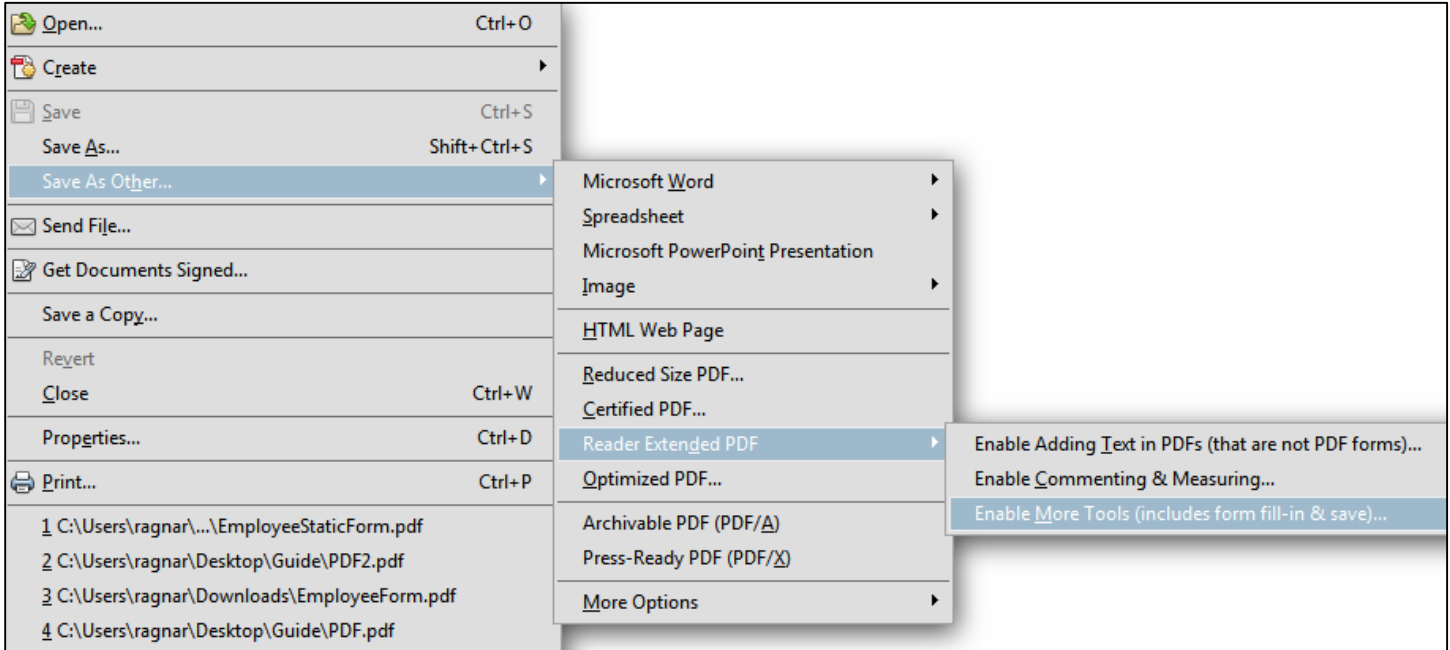 Open... Ctrl+O
Create
Save Ctrl+S
Save As... Shift+Ctrl+S
Save As Other...
Send File...
Get Documents Signed...
Save a Copy...
Revert
Close Ctrl+W
Properties... Ctrl+D
Print... Ctrl+P
1 C:\Users\ragnar\...\EmployeeStaticForm.pdf
2 C:\Users\ragnar\Desktop\Guide\PDF2.pdf
3 C:\Users\ragnar\Downloads\EmployeeForm.pdf
4 C:\Users\ragnar\Desktop\Guide\PDF.pdf
Microsoft Word
Spreadsheet
Microsoft PowerPoint Presentation
Image
HTML Web Page
Reduced Size PDF...
Certified PDF...
Reader Extended PDF
Optimized PDF...
Archivable PDF (PDF/A)
Press-Ready PDF (PDF/X)
More Options
Enable Adding Text in PDFs (that are not PDF forms)...
Enable Commenting & Measuring...
Enable More Tools (includes form fill-in & save)...